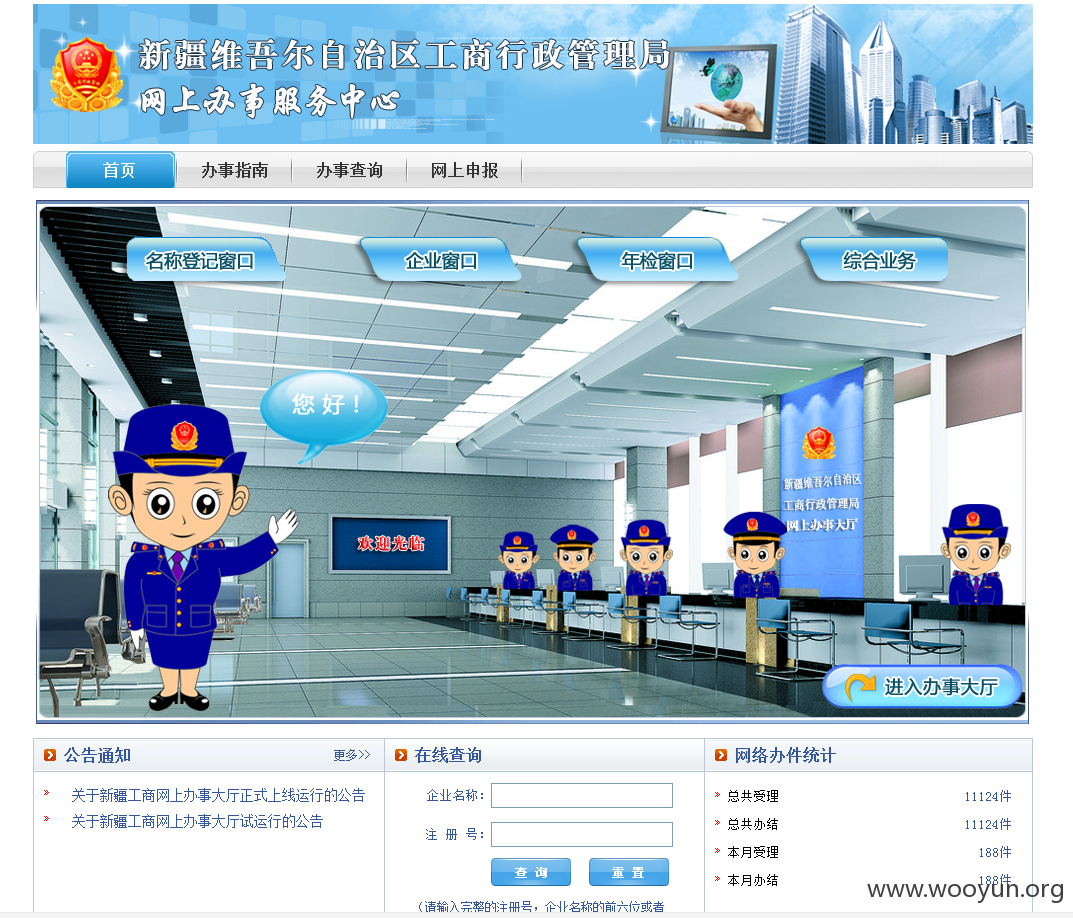 新疆维吾尔自治区工商行政管理局
网上办事服务中心
首页 办事指南 办事查询 网上申报
名称登记窗口 企业窗口 年检窗口 综合业务
您好！
新疆维吾尔自治区
工商行政管理局
网上办事大厅
欢迎光临
进入办事大厅
公告通知 更多>>
关于新疆工商网上办事大厅正式上线运行的公告
关于新疆工商网上办事大厅试运行的公告
在线查询
企业名称：
注 册 号：
查 询 重 置
（请输入完整的注册号，企业名称的前六位或者
网络办件统计
总共受理 11124件
总共办结 11124件
本月受理 188件
本月办结 188件
www.wooyun.org